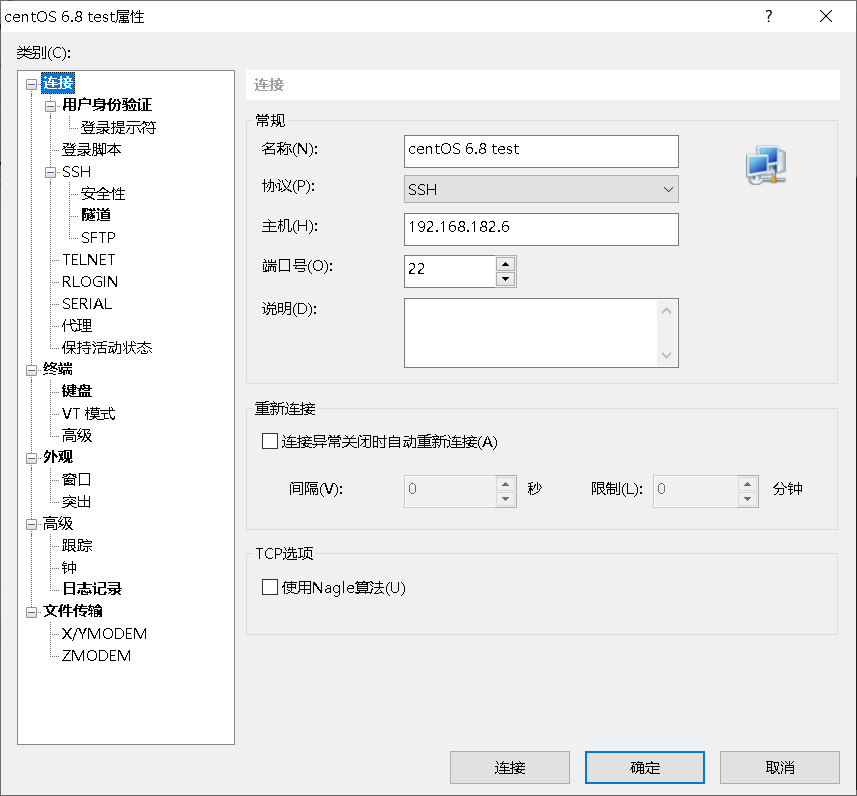 centOS 6.8 test属性
类别(C):
连接
用户身份验证
登录提示符
登录脚本
SSH
安全性
隧道
SFTP
TELNET
RLOGIN
SERIAL
代理
保持活动状态
终端
键盘
VT 模式
高级
外观
窗口
突出
高级
跟踪
钟
日志记录
文件传输
X/YMODEM
ZMODEM
连接
常规
名称(N):
centOS 6.8 test
协议(P):
SSH
主机(H):
192.168.182.6
端口号(O):
22
说明(D):
重新连接
连接异常关闭时自动重新连接(A)
间隔(V):
0
秒
限制(L):
0
分钟
TCP选项
使用Nagle算法(U)
连接
确定
取消